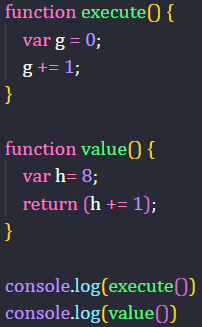 function execute() {
var g = 0;
g += 1;
}
function value() {
var h= 8;
return (h += 1);
}
console.log(execute())
console.log(value())